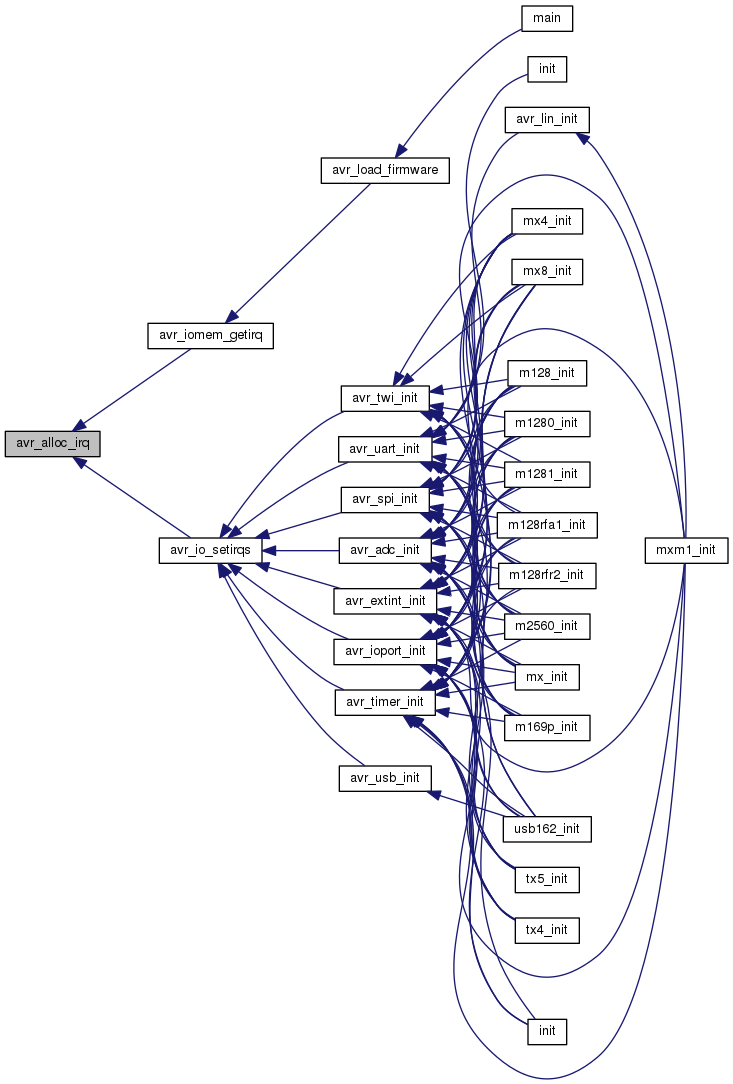 main
init
avr_lin_init
avr_load_firmware
mx4_init
mx8_init
avr_iomem_getirq
m128_init
avr_twi_init
m1280_init
avr_alloc_irq
avr_uart_init
m1281_init
avr_spi_init
m128rfa1_init
avr_io_setirqs
avr_adc_init
mxm1_init
m128rfr2_init
avr_extint_init
m2560_init
avr_ioport_init
mx_init
avr_timer_init
m169p_init
avr_usb_init
usb162_init
tx5_init
tx4_init
init